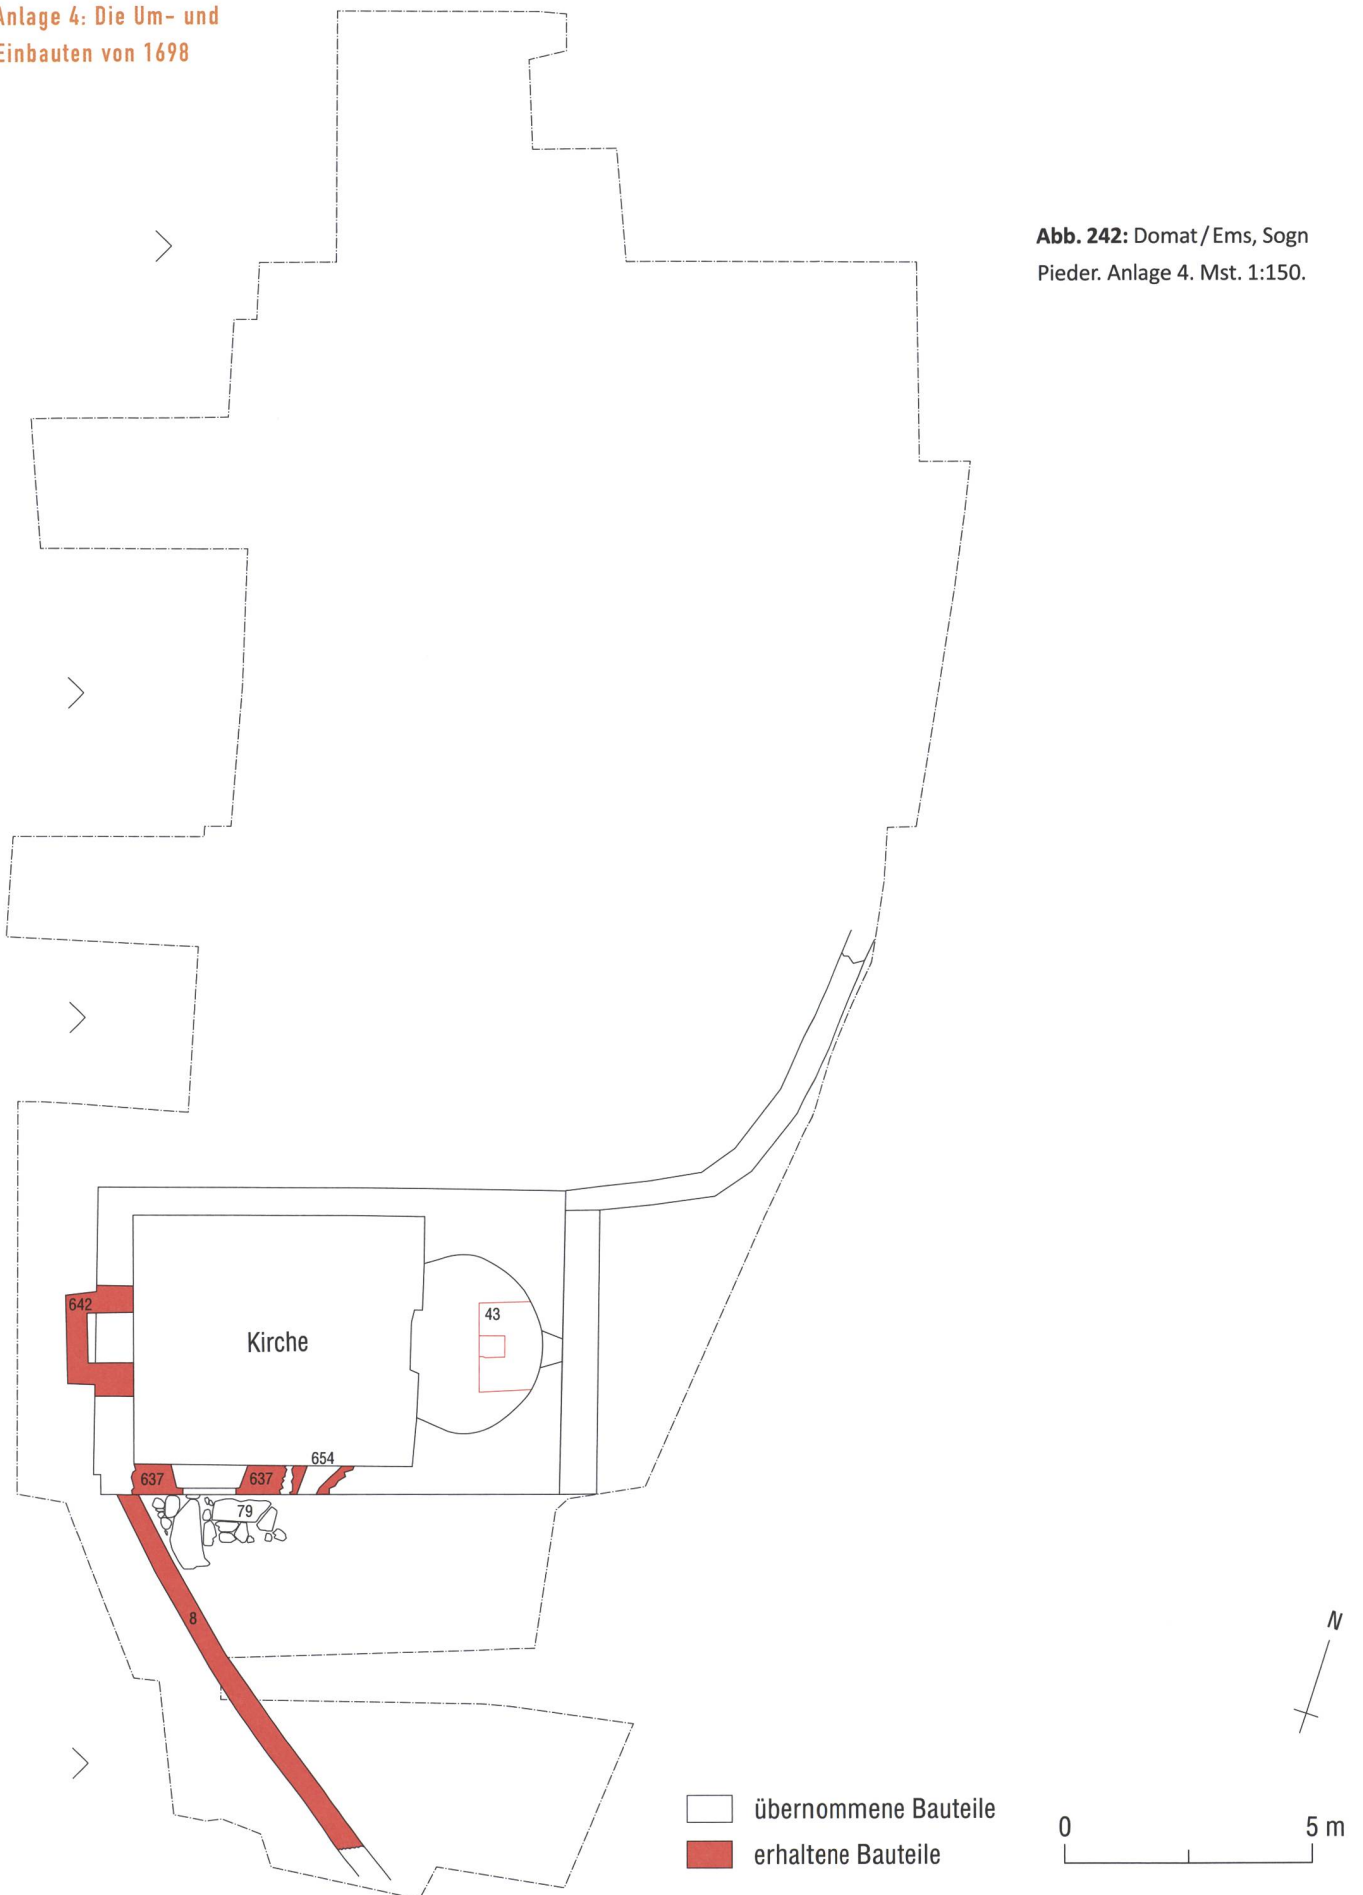 Anlage 4: Die Um- und
Einbauten von 1698
Abb. 242: Domat/Ems, Sogn
Pieder. Anlage 4. Mst. 1:150.
642
43
Kirche
654
637
637
79
8
N
übernommene Bauteile
erhaltene Bauteile
0
5 m